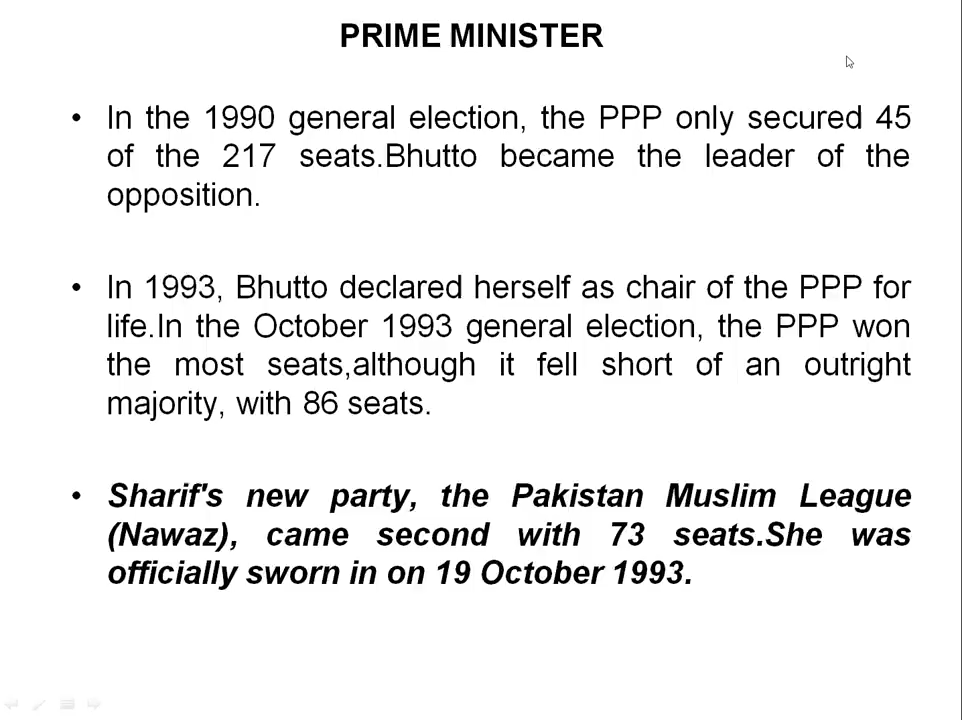 PRIME MINISTER
• In the 1990 general election, the PPP only secured 45
of the 217 seats.Bhutto became the leader of the
opposition.
• In 1993, Bhutto declared herself as chair of the PPP for
life.In the October 1993 general election, the PPP won
the most seats,although it fell short of an outright
majority, with 86 seats.
• Sharif's new party, the Pakistan Muslim League
(Nawaz), came second with 73 seats.She was
officially sworn in on 19 October 1993.